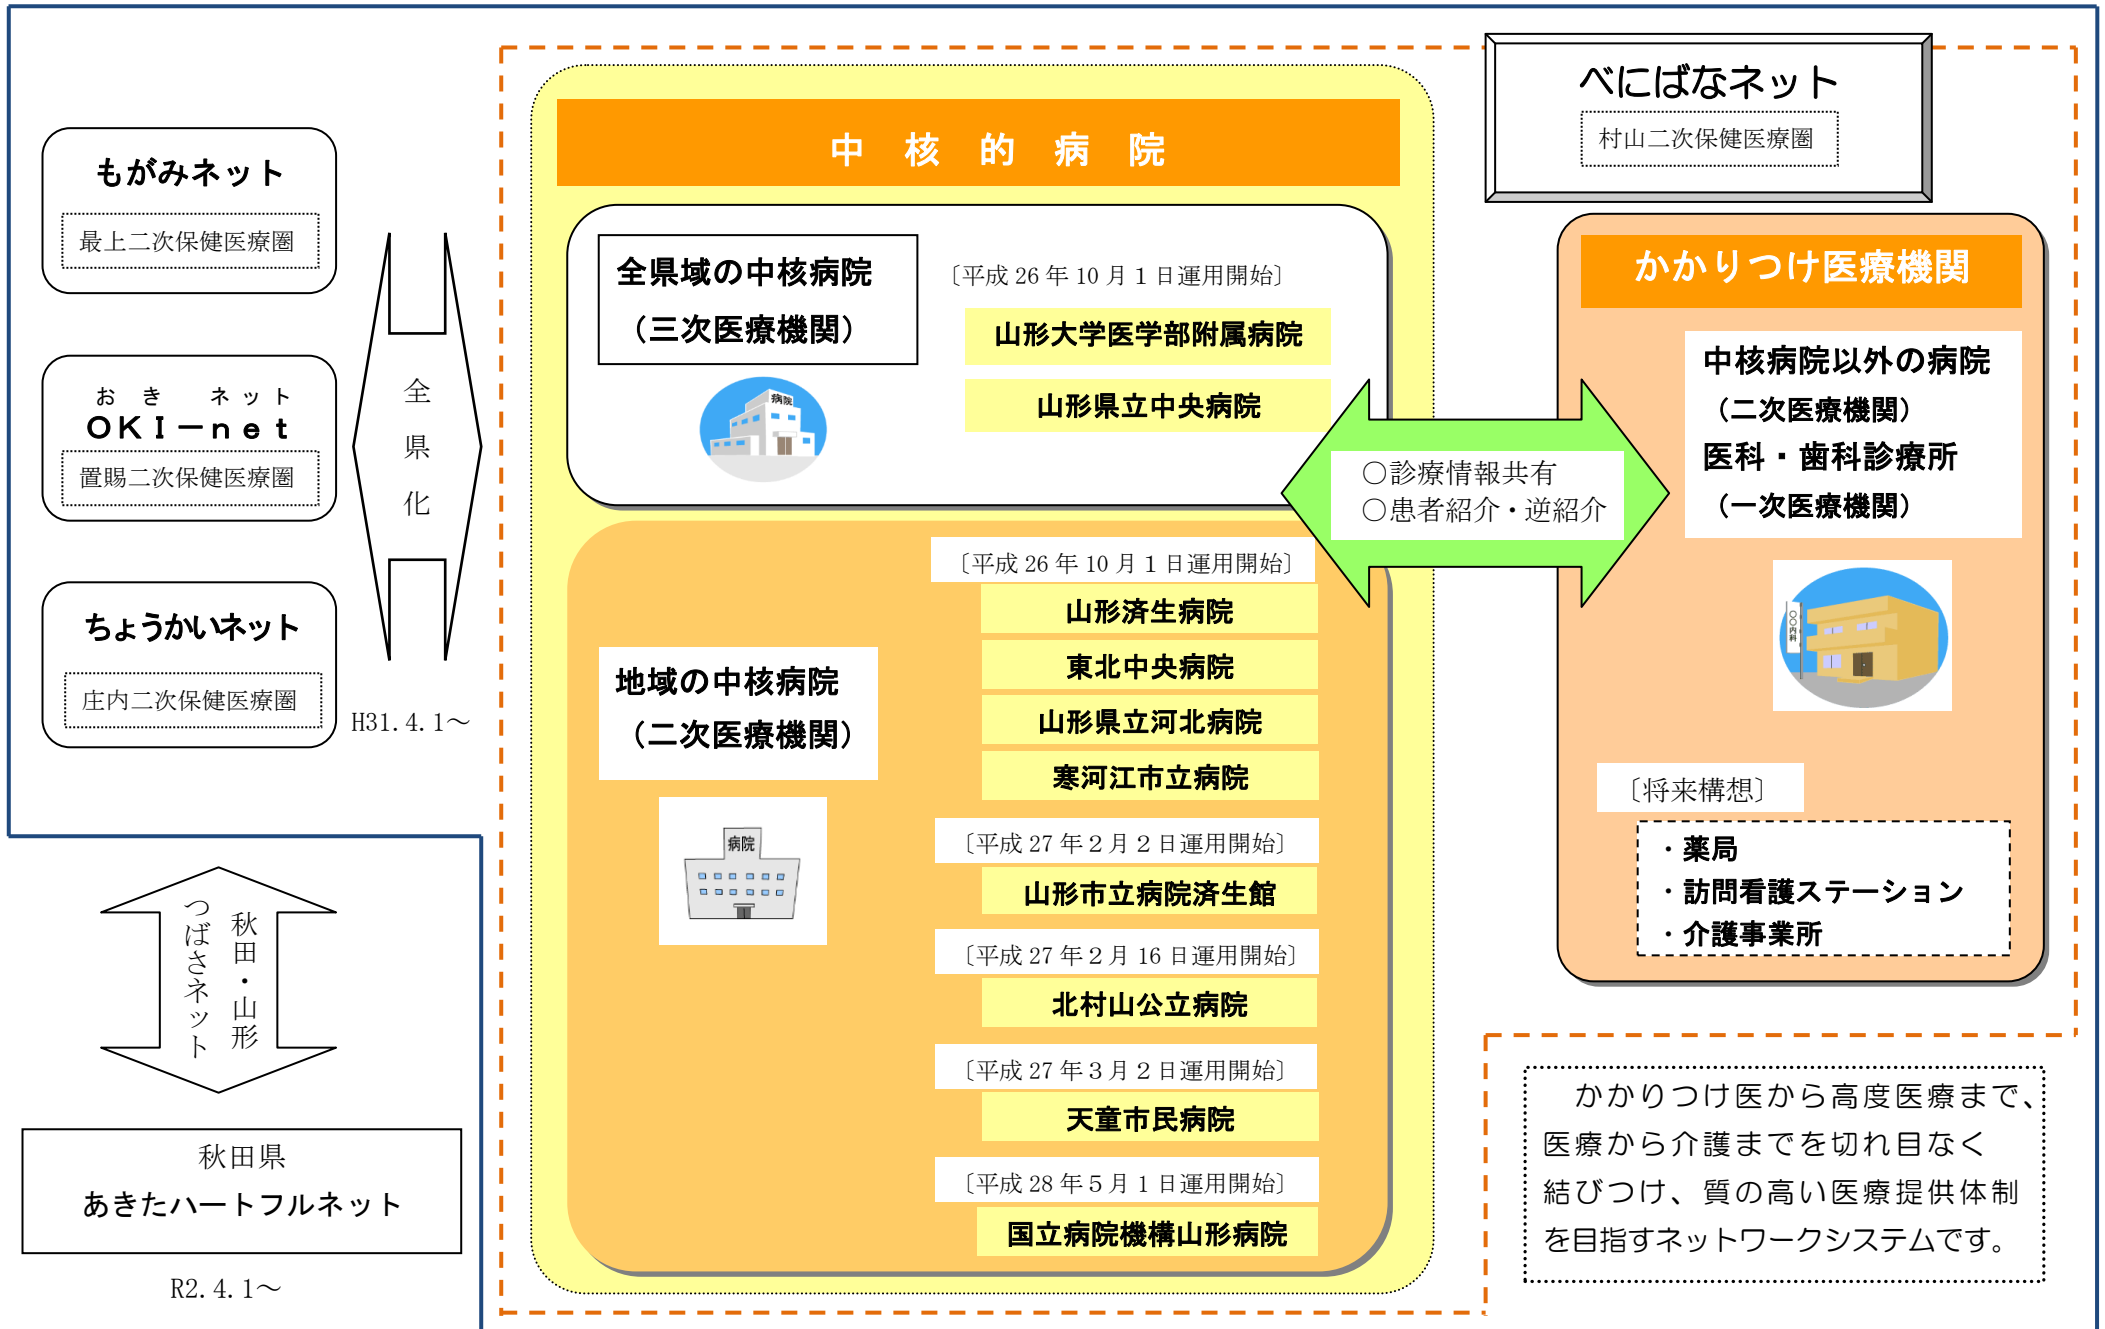 べにばなネット
村山二次保健医療圏
もがみネット
最上二次保健医療圏
おき ネット
OKI－net
置賜二次保健医療圏
ちょうかいネット
庄内二次保健医療圏
全県化
H31.4.1～
秋田・山形
つばさネット
秋田県
あきたハートフルネット
R2.4.1～
中核的病院
全県域の中核病院
（三次医療機関）
病院
〔平成 26 年 10 月 1 日運用開始〕
山形大学医学部附属病院
山形県立中央病院
地域の中核病院
（二次医療機関）
病院
〔平成 26 年 10 月 1 日運用開始〕
山形済生病院
東北中央病院
山形県立河北病院
寒河江市立病院
〔平成 27 年 2 月 2 日運用開始〕
山形市立病院済生館
〔平成 27 年 2 月 16 日運用開始〕
北村山公立病院
〔平成 27 年 3 月 2 日運用開始〕
天童市民病院
〔平成 28 年 5 月 1 日運用開始〕
国立病院機構山形病院
○診療情報共有
○患者紹介・逆紹介
かかりつけ医療機関
中核病院以外の病院
（二次医療機関）
医科・歯科診療所
（一次医療機関）
〇〇内科
〔将来構想〕
・薬局
・訪問看護ステーション
・介護事業所
かかりつけ医から高度医療まで、
医療から介護までを切れ目なく
結びつけ、質の高い医療提供体制
を目指すネットワークシステムです。